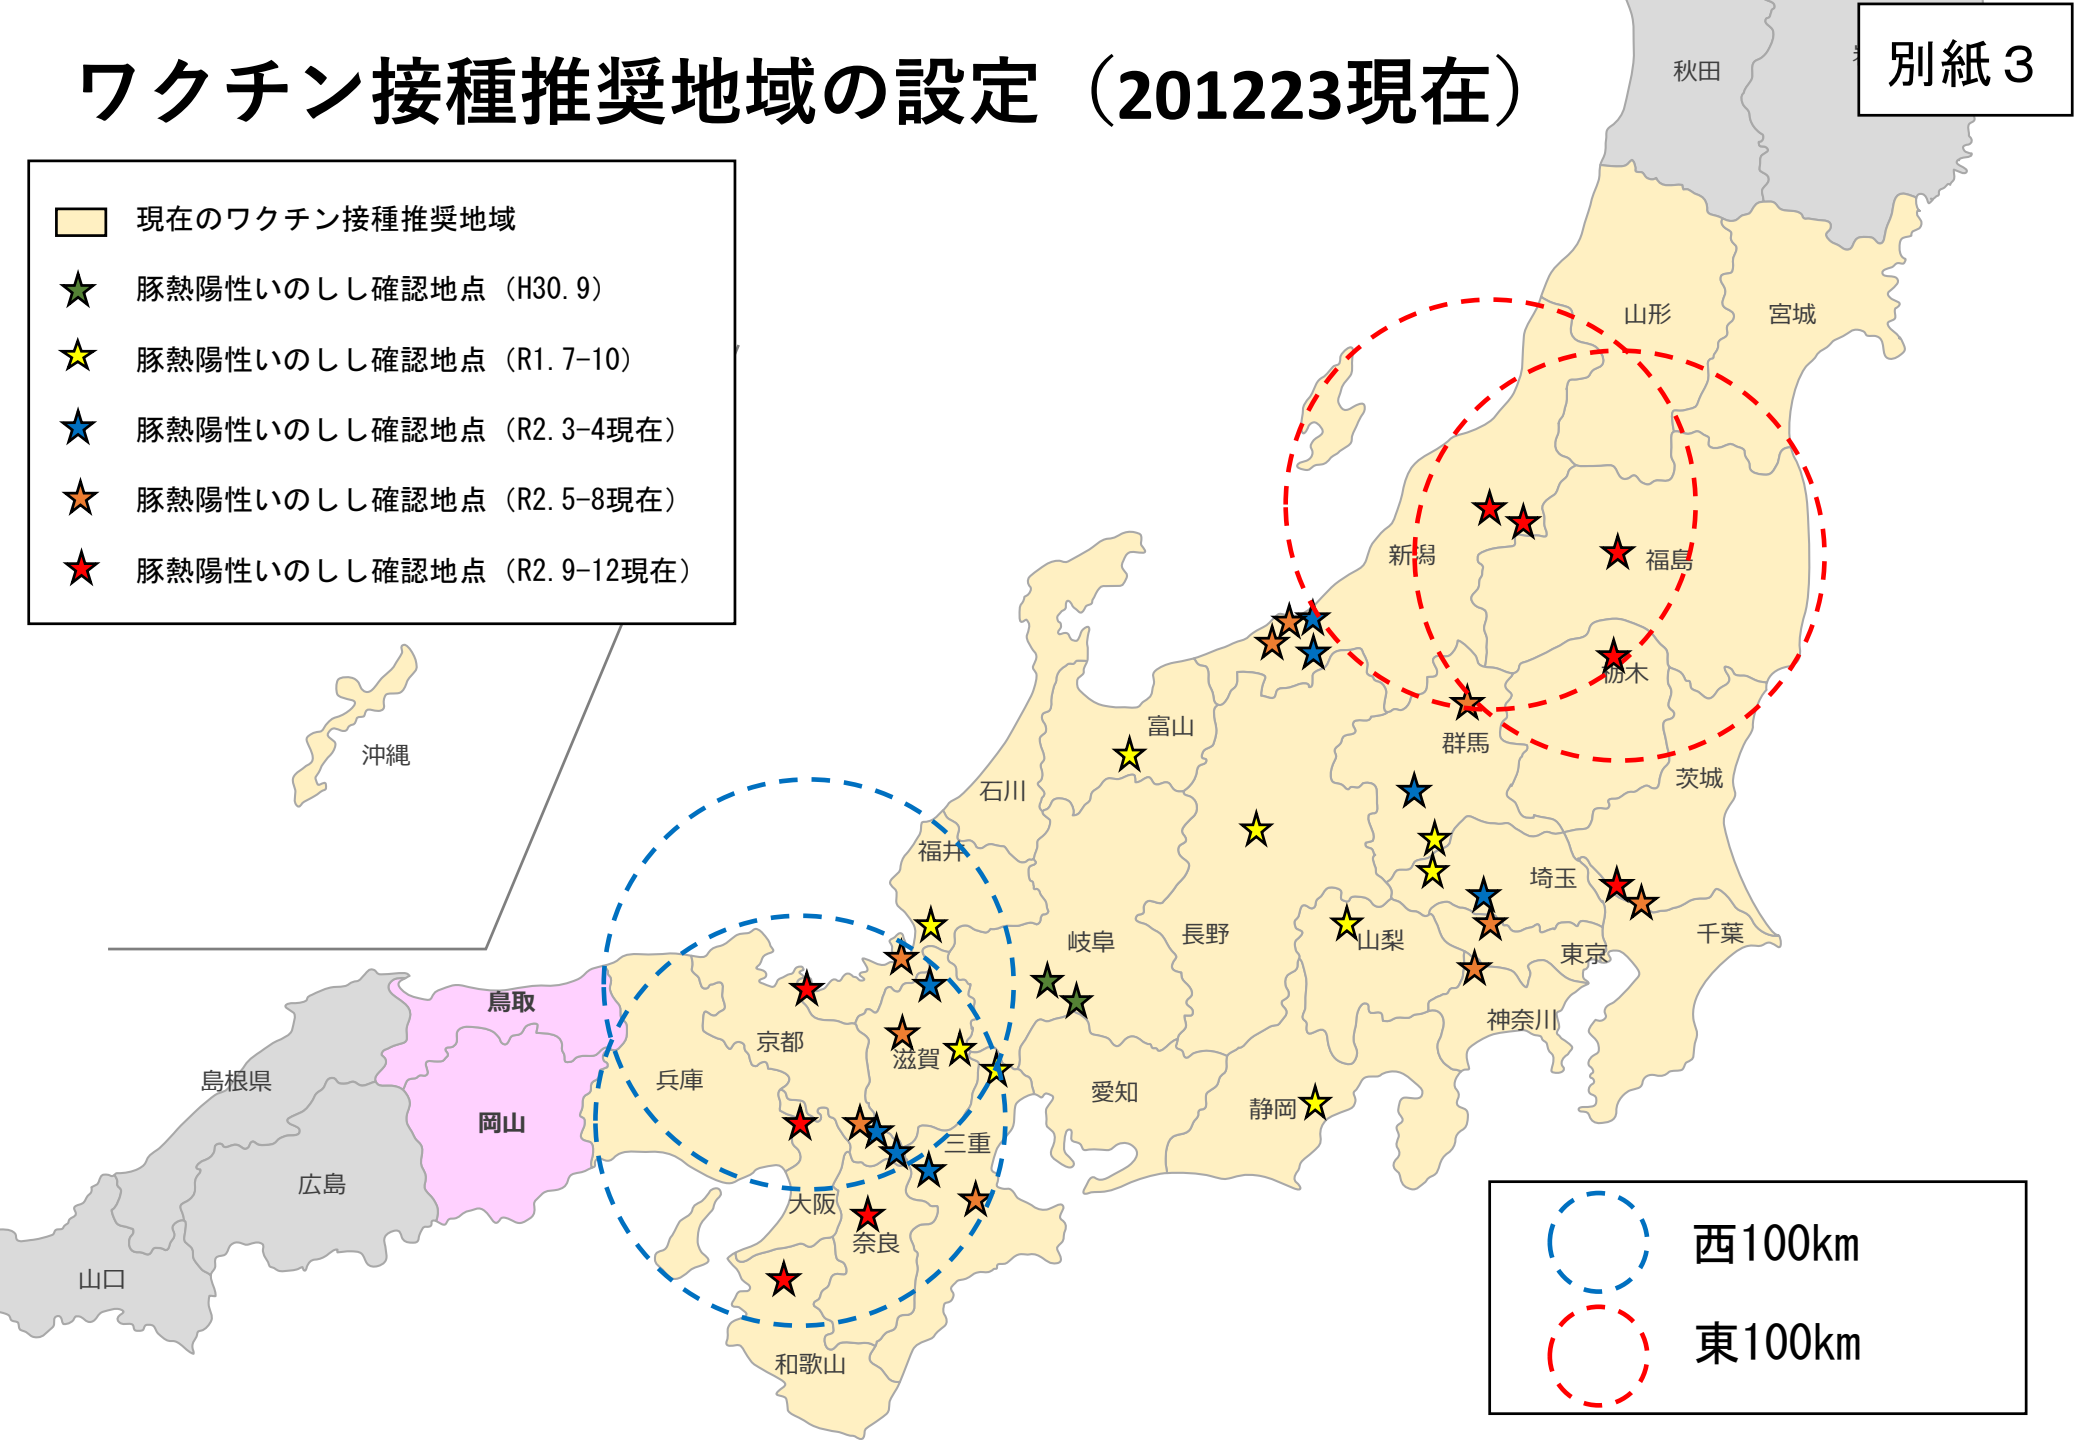 ワクチン接種推奨地域の設定（201223現在）
別紙３
現在のワクチン接種推奨地域
豚熱陽性いのしし確認地点（H30.9）
豚熱陽性いのしし確認地点（R1.7-10）
豚熱陽性いのしし確認地点（R2.3-4現在）
豚熱陽性いのしし確認地点（R2.5-8現在）
豚熱陽性いのしし確認地点（R2.9-12現在）
秋田
山形
宮城
新潟
福島
栃木
群馬
茨城
富山
石川
福井
沖縄
埼玉
千葉
東京
神奈川
山梨
長野
岐阜
静岡
愛知
三重
滋賀
京都
兵庫
大阪
奈良
和歌山
鳥取
岡山
島根県
広島
山口
西100km
東100km